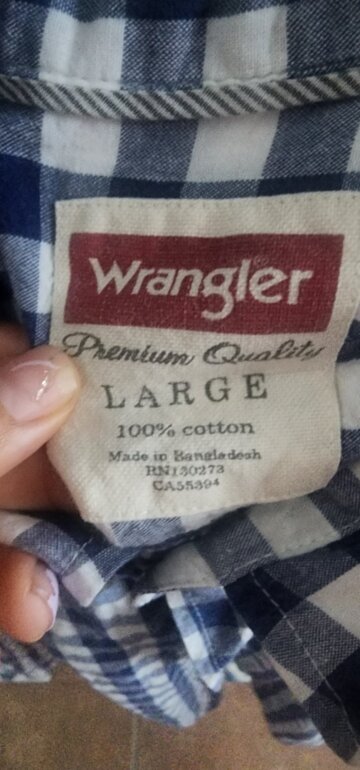 Wrangler
Premium Quality
LARGE
100% cotton
Made in Bangladesh
RN130273
CA55394